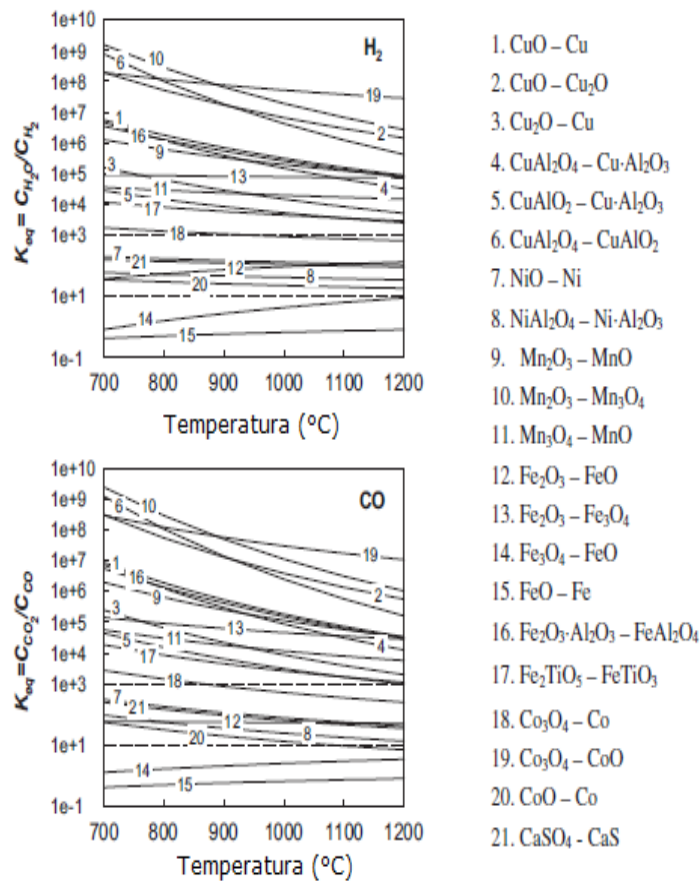 1e+10
1e+9
1e+8
1e+7
1e+6
1e+5
1e+4
1e+3
1e+2
1e+1
1e-1
H₂
10
6
19
2
1
16
9
3
13
4
11
5
17
18
7
21
12
8
20
14
15
K_eq = C_H₂O/C_H₂
700 800 900 1000 1100 1200
Temperatura (ºC)
1e+10
1e+9
1e+8
1e+7
1e+6
1e+5
1e+4
1e+3
1e+2
1e+1
1e-1
CO
10
6
19
2
1
16
9
3
13
4
11
5
17
18
7
21
12
8
20
14
15
K_eq =C_CO₂/C_CO
700 800 900 1000 1100 1200
Temperatura (ºC)
1. CuO – Cu
2. CuO – Cu₂O
3. Cu₂O – Cu
4. CuAl₂O₄ – Cu·Al₂O₃
5. CuAlO₂ – Cu·Al₂O₃
6. CuAl₂O₄ – CuAlO₂
7. NiO – Ni
8. NiAl₂O₄ – Ni·Al₂O₃
9. Mn₂O₃ – MnO
10. Mn₂O₃ – Mn₃O₄
11. Mn₃O₄ – MnO
12. Fe₂O₃ – FeO
13. Fe₂O₃ – Fe₃O₄
14. Fe₃O₄ – FeO
15. FeO – Fe
16. Fe₂O₃·Al₂O₃ – FeAl₂O₄
17. Fe₂TiO₅ – FeTiO₃
18. Co₃O₄ – Co
19. Co₃O₄ – CoO
20. CoO – Co
21. CaSO₄ - CaS